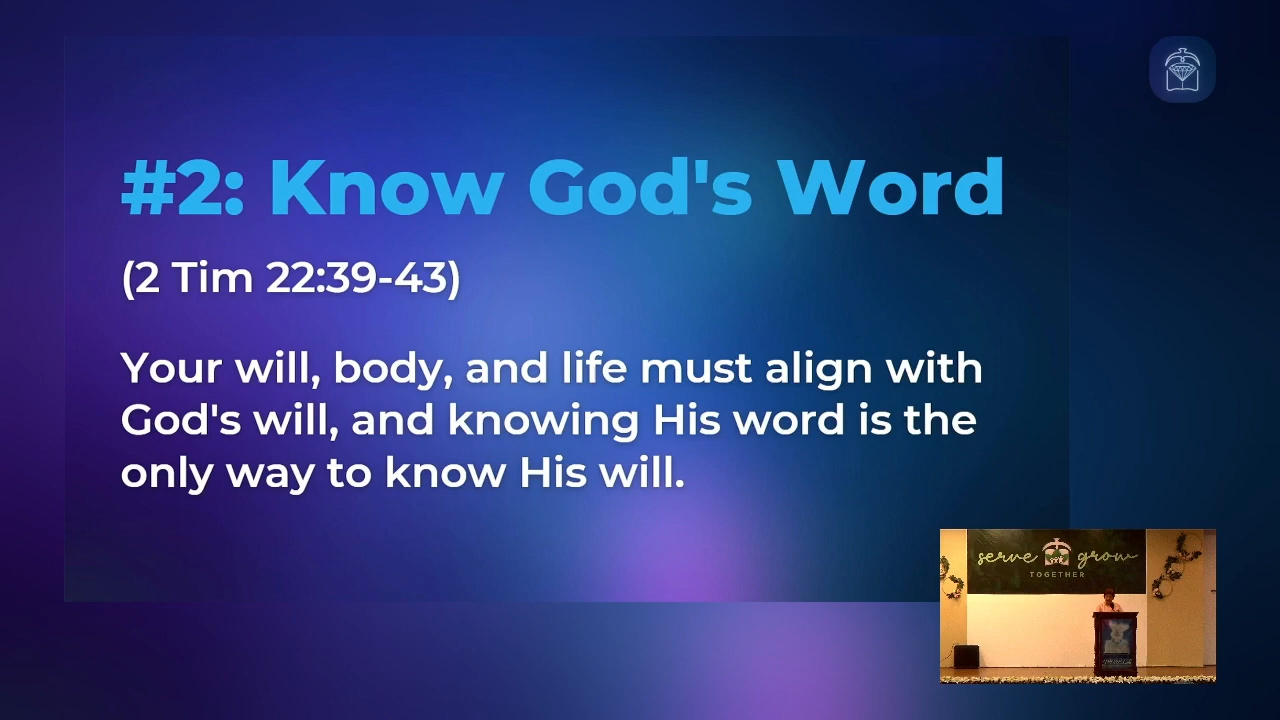 #2: Know God's Word
(2 Tim 22:39-43)
Your will, body, and life must align with
God's will, and knowing His word is the
only way to know His will.
serve grow
TOGETHER